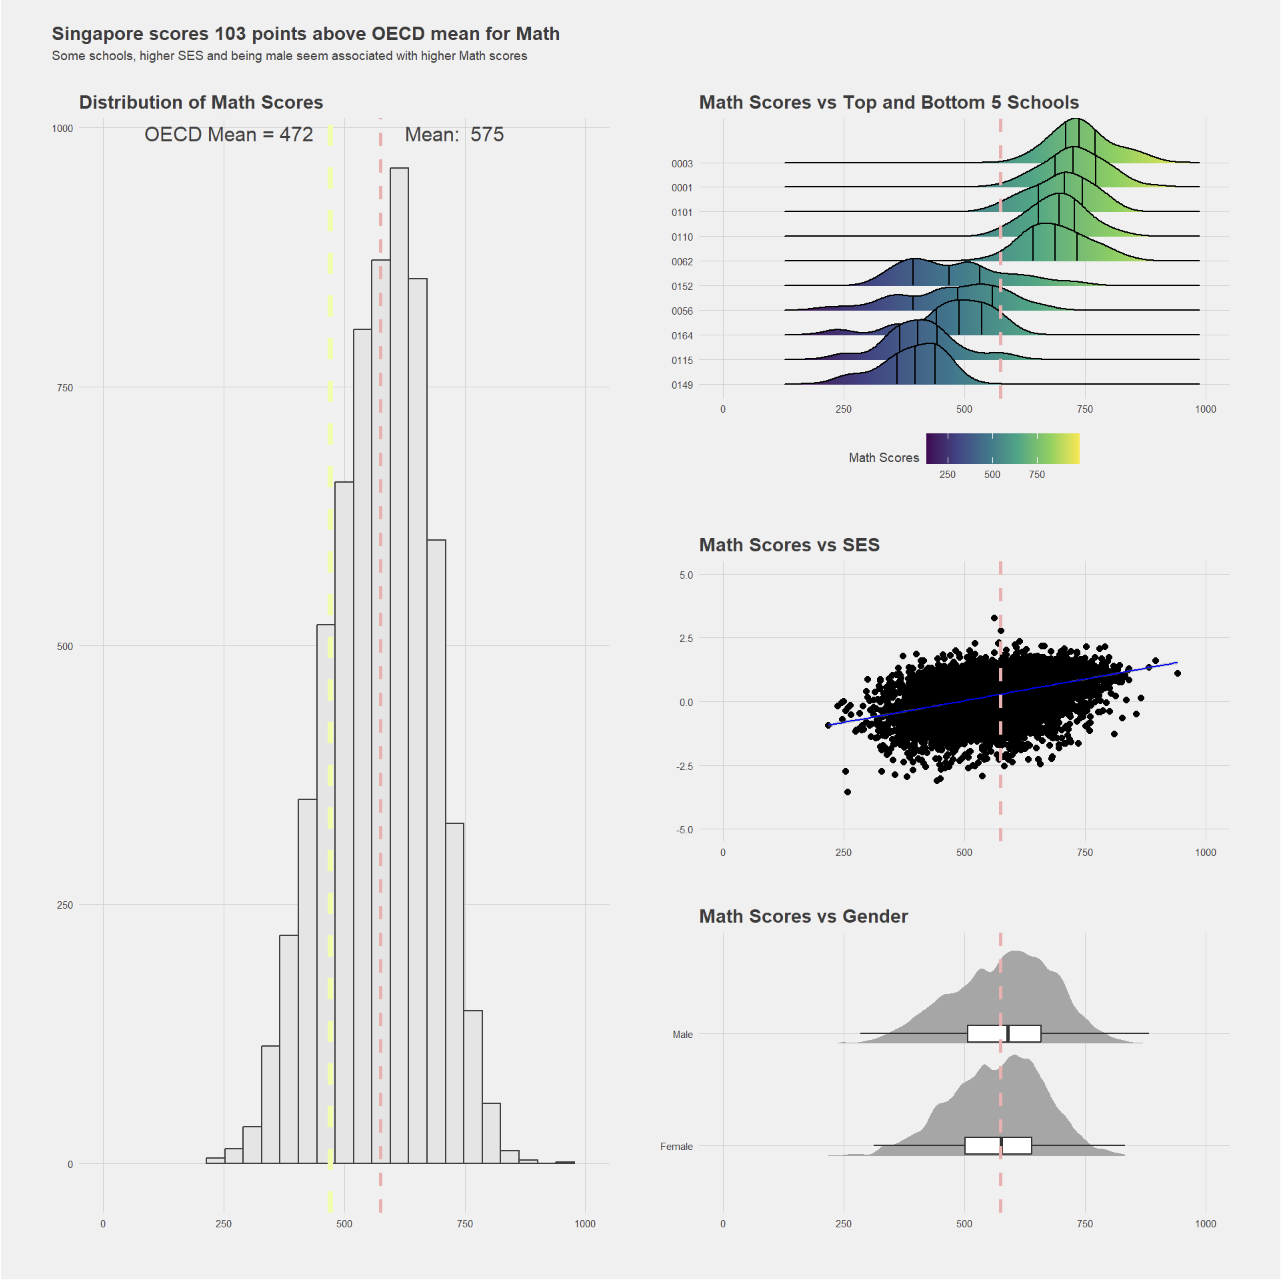 Singapore scores 103 points above OECD mean for Math
Some schools, higher SES and being male seem associated with higher Math scores
Distribution of Math Scores
OECD Mean = 472
Mean: 575
1000
750
500
250
0
0 250 500 750 1000
Math Scores vs Top and Bottom 5 Schools
0003
0001
0101
0110
0062
0152
0056
0164
0115
0149
0 250 500 750 1000
Math Scores
250 500 750
Math Scores vs SES
5.0
2.5
0.0
-2.5
-5.0
0 250 500 750 1000
Math Scores vs Gender
Male
Female
0 250 500 750 1000